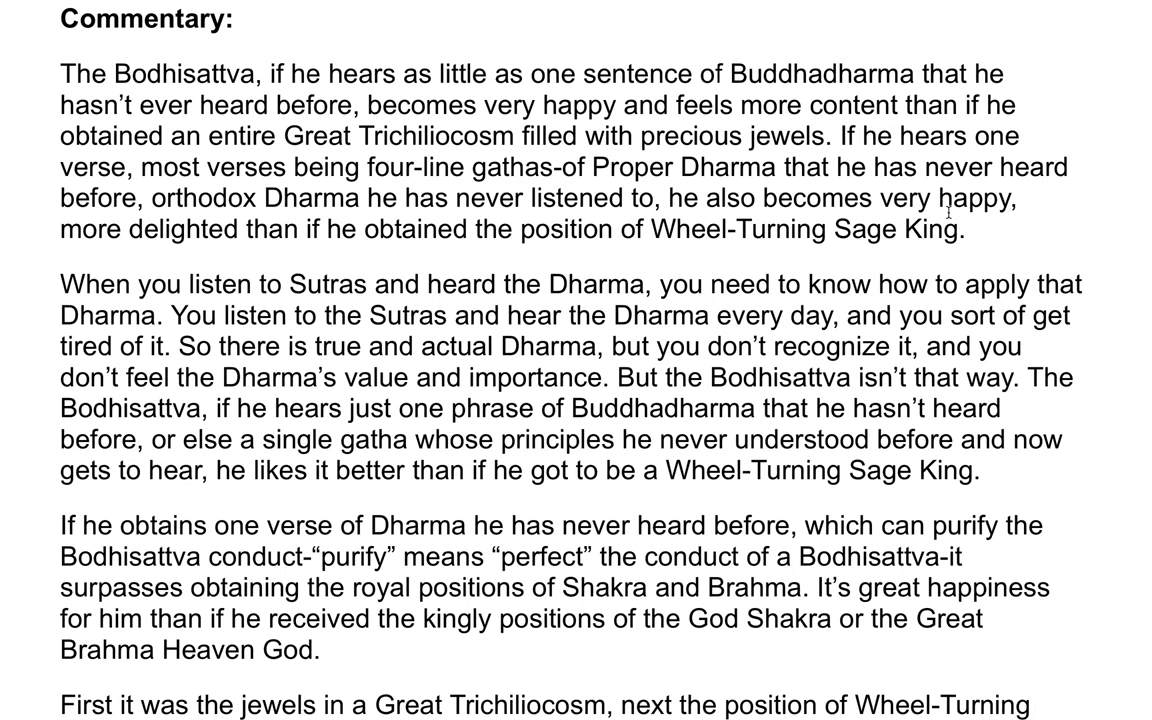 Commentary:
The Bodhisattva, if he hears as little as one sentence of Buddhadharma that he
hasn’t ever heard before, becomes very happy and feels more content than if he
obtained an entire Great Trichiliocosm filled with precious jewels. If he hears one
verse, most verses being four-line gathas-of Proper Dharma that he has never heard
before, orthodox Dharma he has never listened to, he also becomes very happy,
more delighted than if he obtained the position of Wheel-Turning Sage King.
When you listen to Sutras and heard the Dharma, you need to know how to apply that
Dharma. You listen to the Sutras and hear the Dharma every day, and you sort of get
tired of it. So there is true and actual Dharma, but you don’t recognize it, and you
don’t feel the Dharma’s value and importance. But the Bodhisattva isn’t that way. The
Bodhisattva, if he hears just one phrase of Buddhadharma that he hasn’t heard
before, or else a single gatha whose principles he never understood before and now
gets to hear, he likes it better than if he got to be a Wheel-Turning Sage King.
If he obtains one verse of Dharma he has never heard before, which can purify the
Bodhisattva conduct-“purify” means “perfect” the conduct of a Bodhisattva-it
surpasses obtaining the royal positions of Shakra and Brahma. It’s great happiness
for him than if he received the kingly positions of the God Shakra or the Great
Brahma Heaven God.
First it was the jewels in a Great Trichiliocosm, next the position of Wheel-Turning